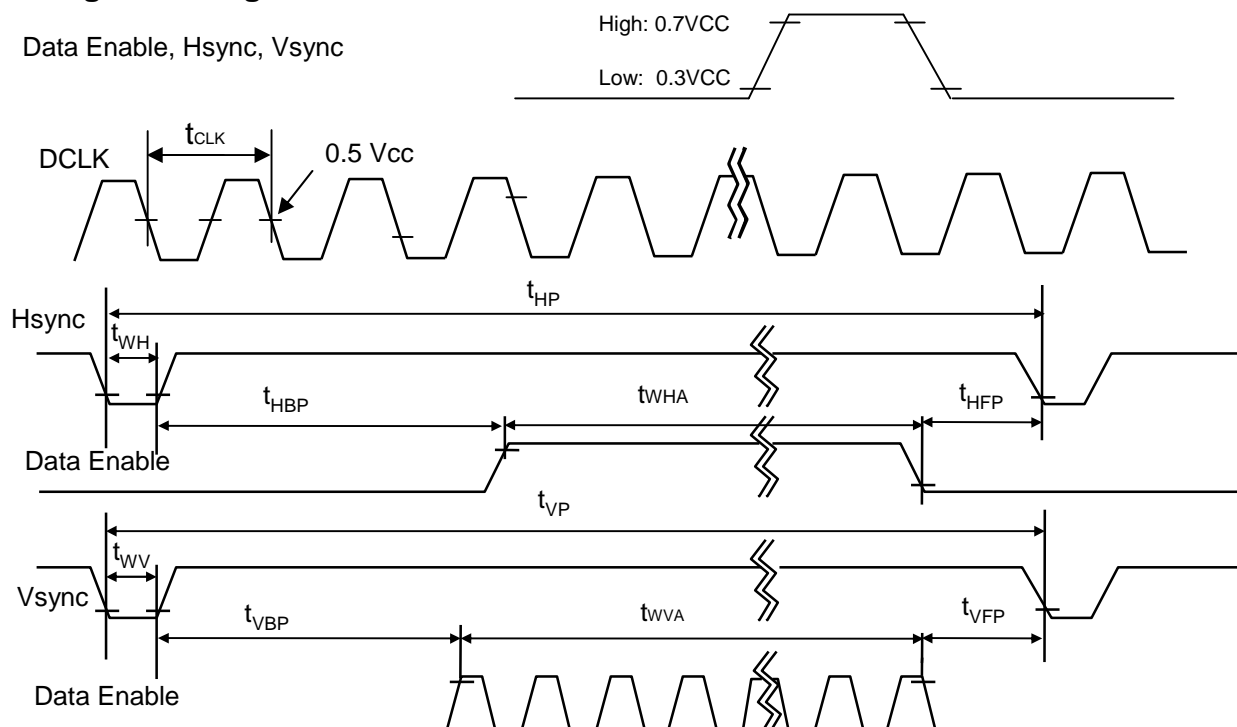 Data Enable, Hsync, Vsync
High: 0.7VCC
Low: 0.3VCC
tCLK
DCLK
0.5 Vcc
tHP
Hsync
tWH
tHBP
tWHA
tHFP
Data Enable
tVP
tWV
Vsync
tVBP
tWVA
tVFP
Data Enable